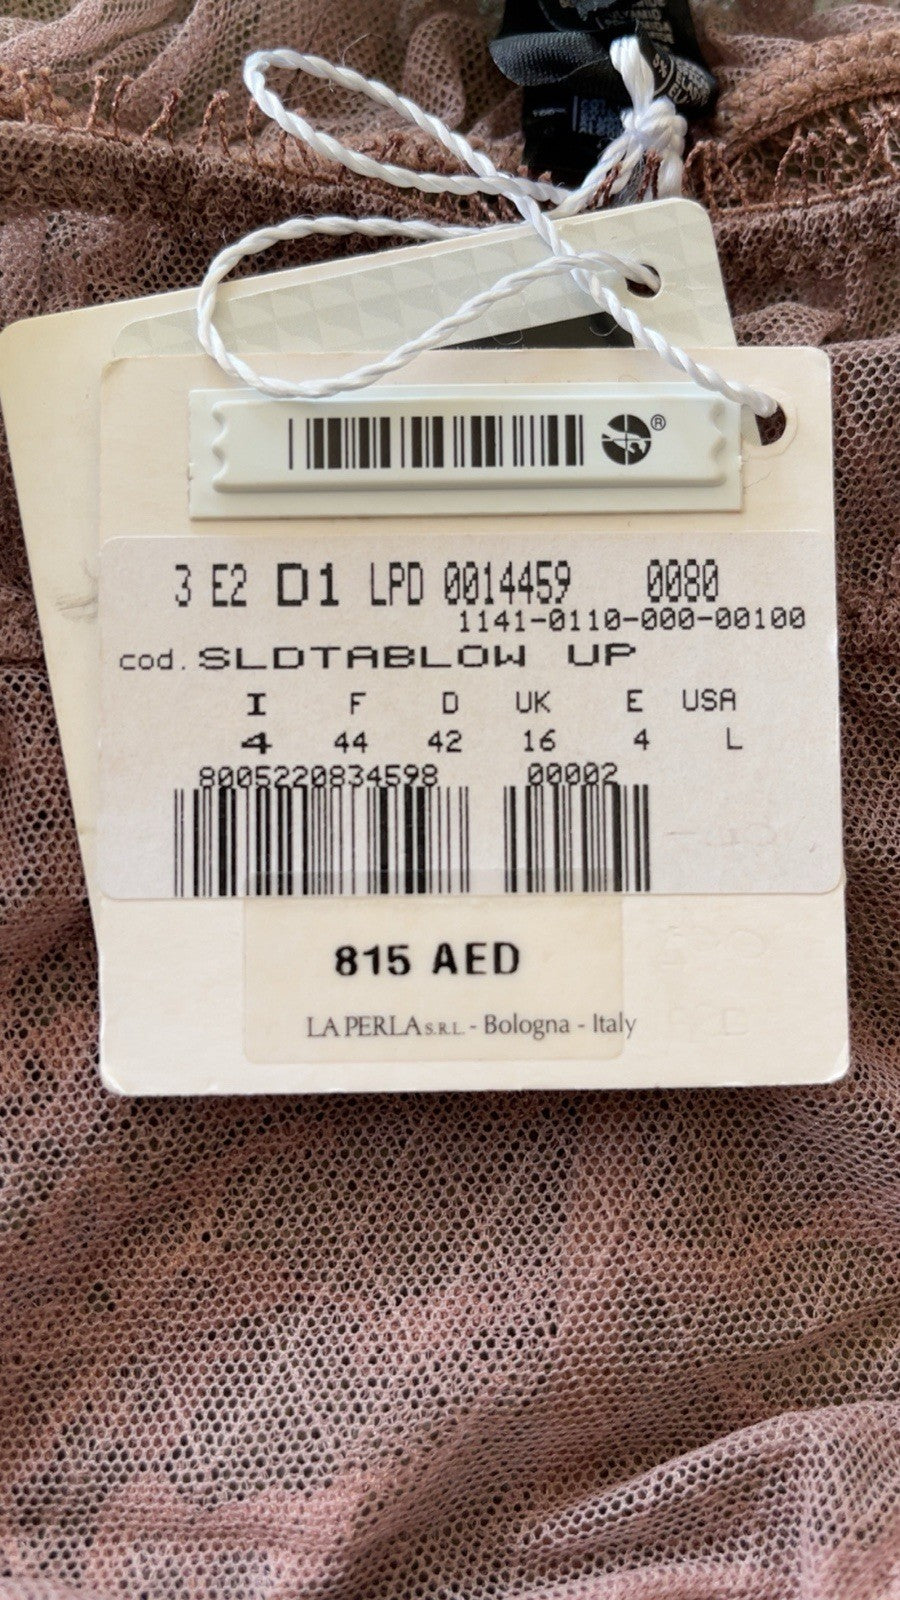 ®
3 E2 D1 LPD 0014459 0080
1141-0110-000-00100
cod. SLDTABLOW UP
I F D UK E USA
4 44 42 16 4 L
8005220834598 00002
815 AED
LA PERLA S.R.L. - Bologna - Italy